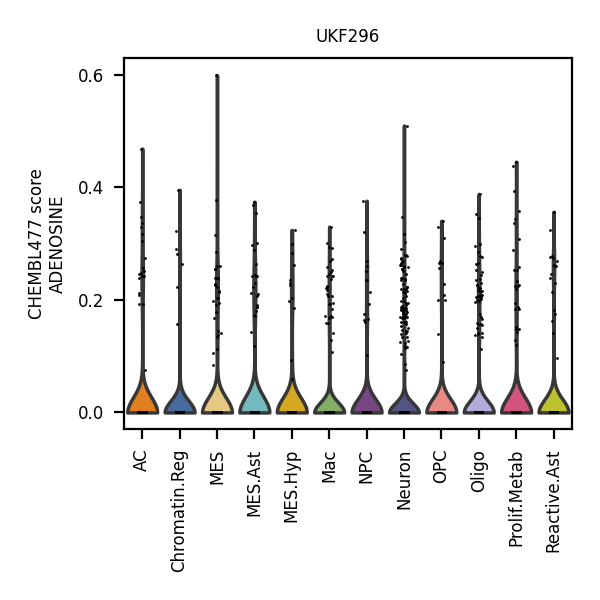 UKF296
CHEMBL477 score
ADENOSINE
0.6
0.4
0.2
0.0
AC
Chromatin.Reg
MES
MES.Ast
MES.Hyp
Mac
NPC
Neuron
OPC
Oligo
Prolif.Metab
Reactive.Ast